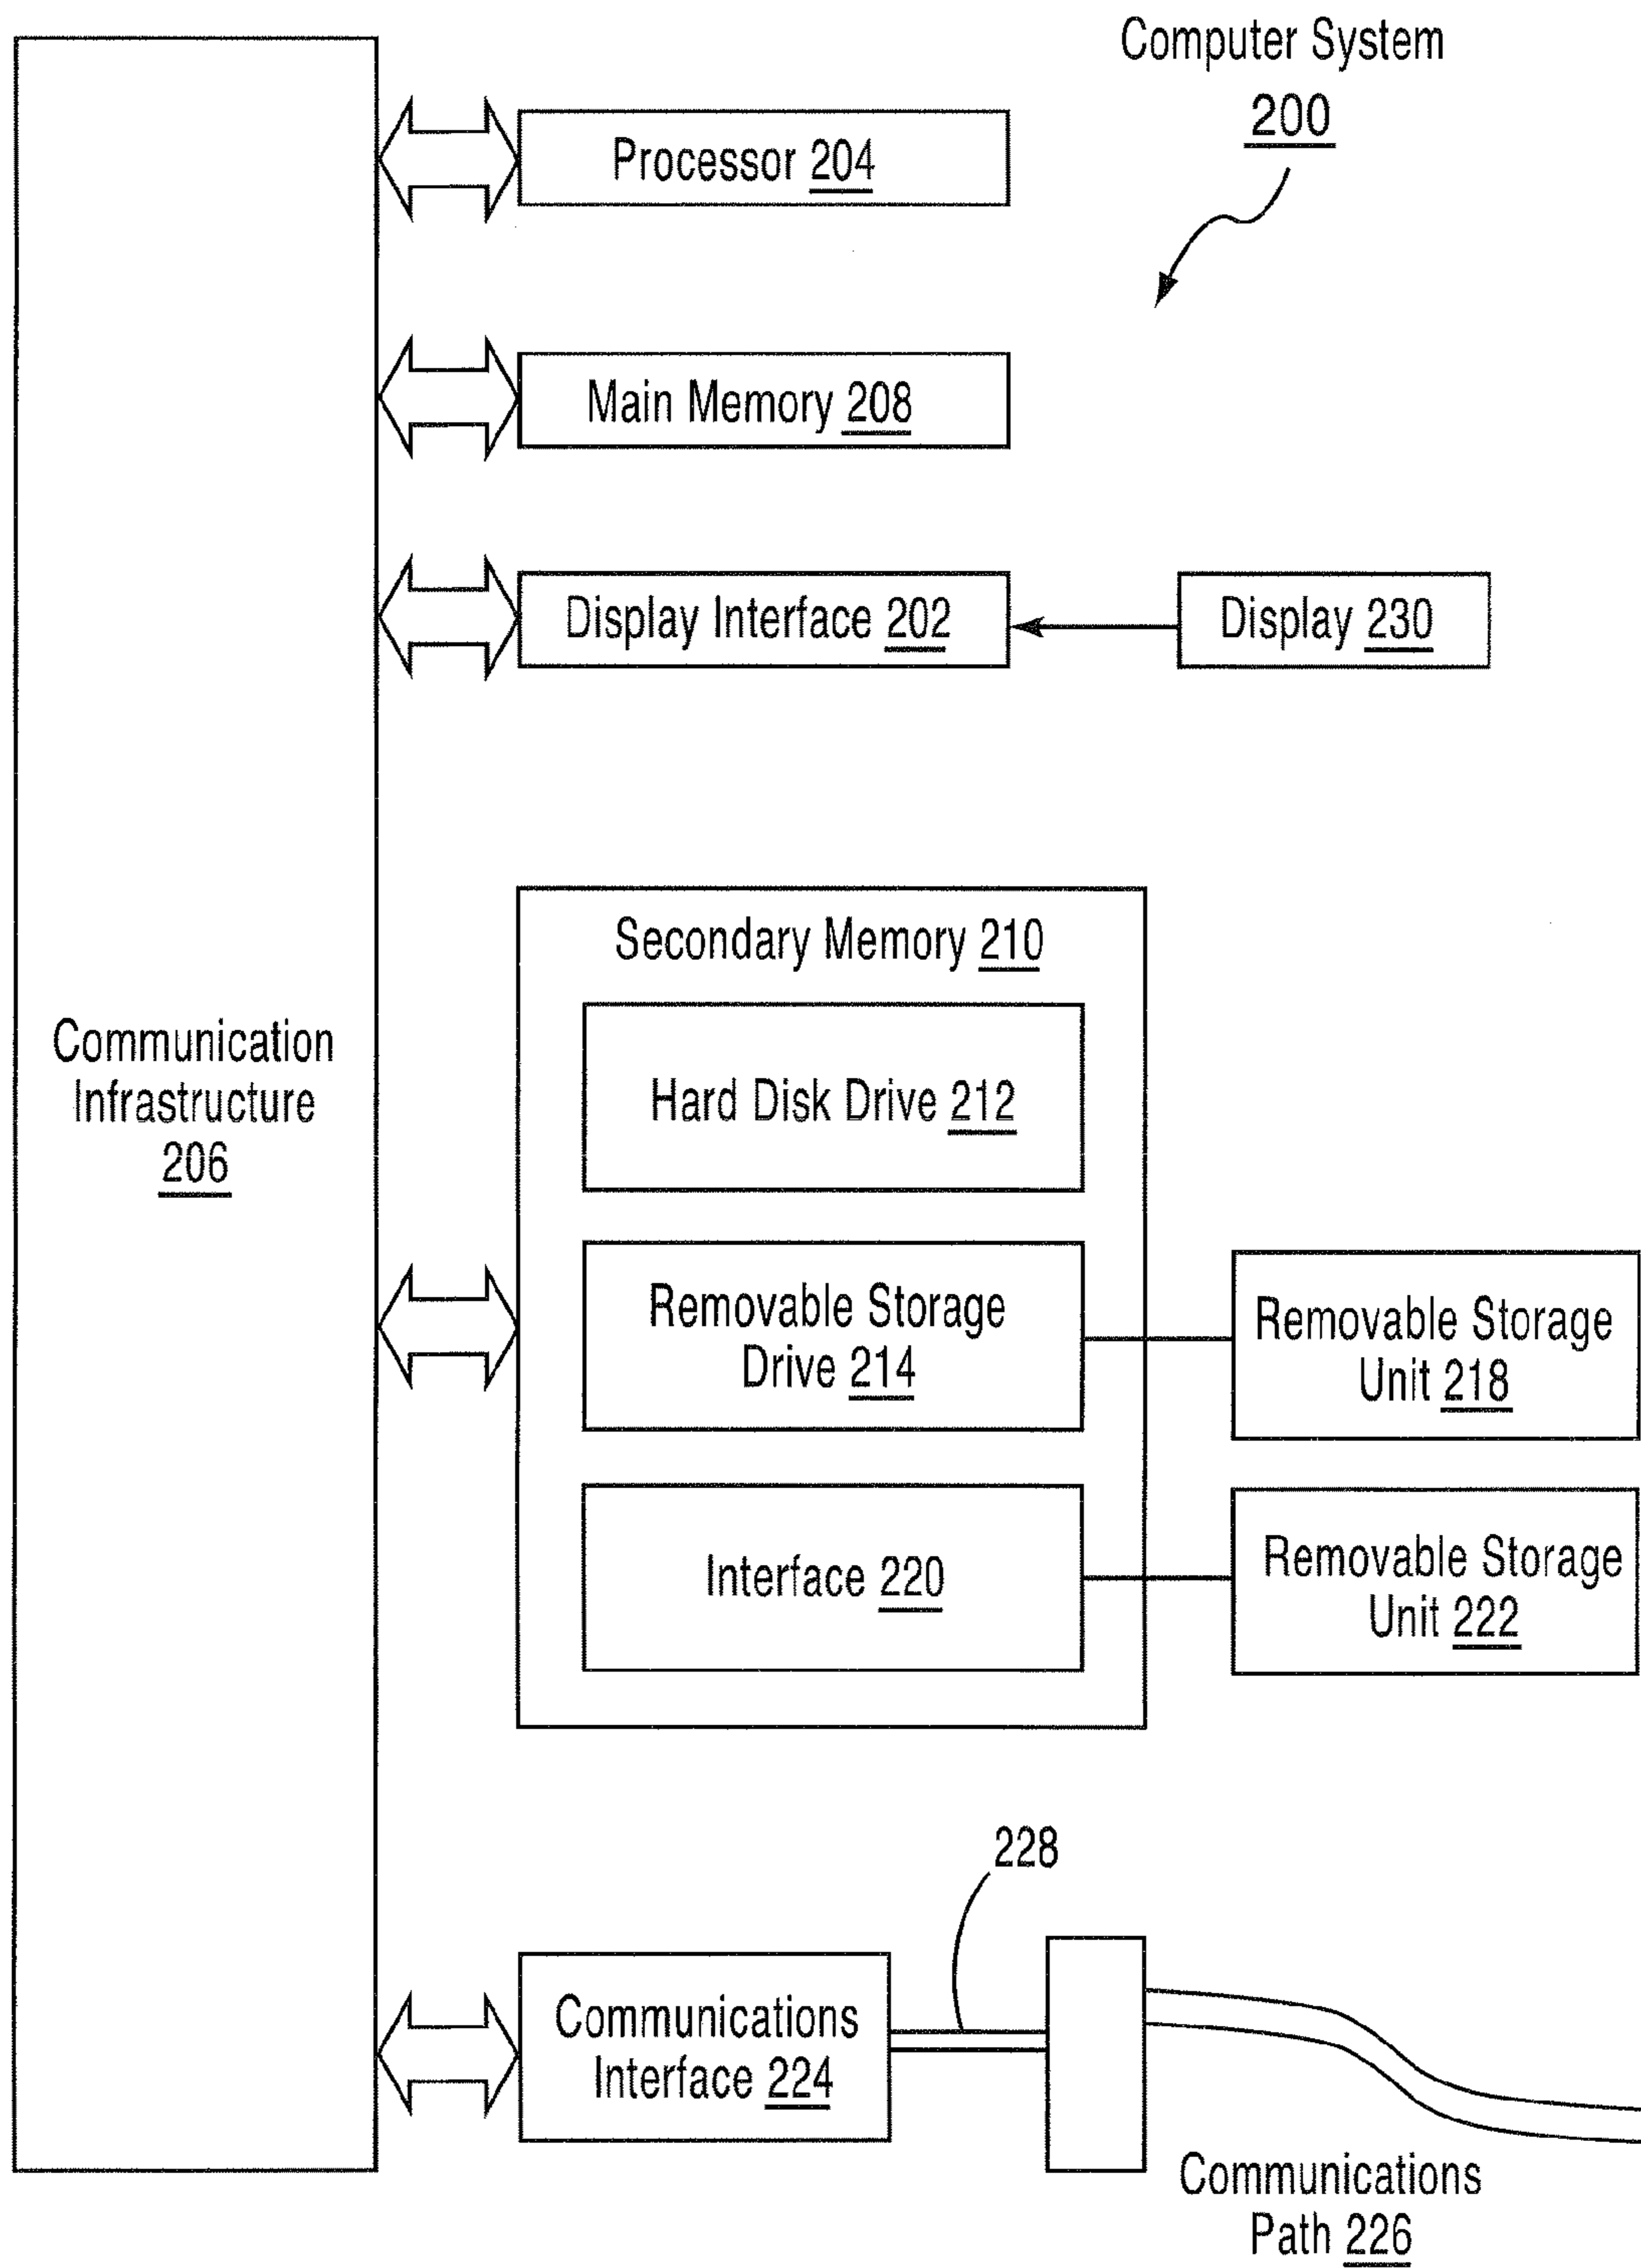 Computer System
200
Processor 204
Main Memory 208
Display Interface 202
Display 230
Secondary Memory 210
Hard Disk Drive 212
Communication
Infrastructure
206
Removable Storage
Drive 214
Removable Storage
Unit 218
Interface 220
Removable Storage
Unit 222
228
Communications
Interface 224
Communications
Path 226